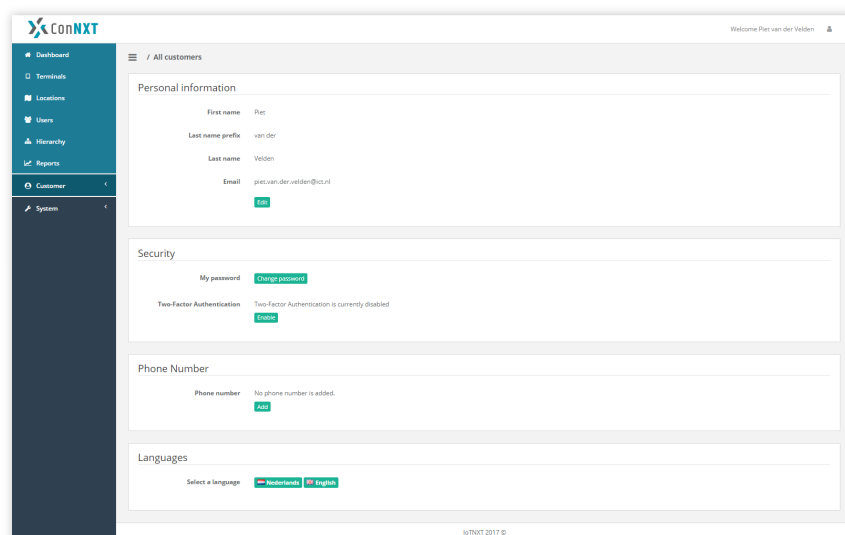 ConNXT
Welcome Piet van der Velden
Dashboard
Terminals
Locations
Users
Hierarchy
Reports
Customer
System
/ All customers
Personal information
First name Piet
Last name prefix van der
Last name Velden
Email piet.van.der.velden@ict.nl
Edit
Security
My password Change password
Two-Factor Authentication Two-Factor Authentication is currently disabled
Enable
Phone Number
Phone number No phone number is added.
Add
Languages
Select a language Nederlands English
IoTNXT 2017 ©